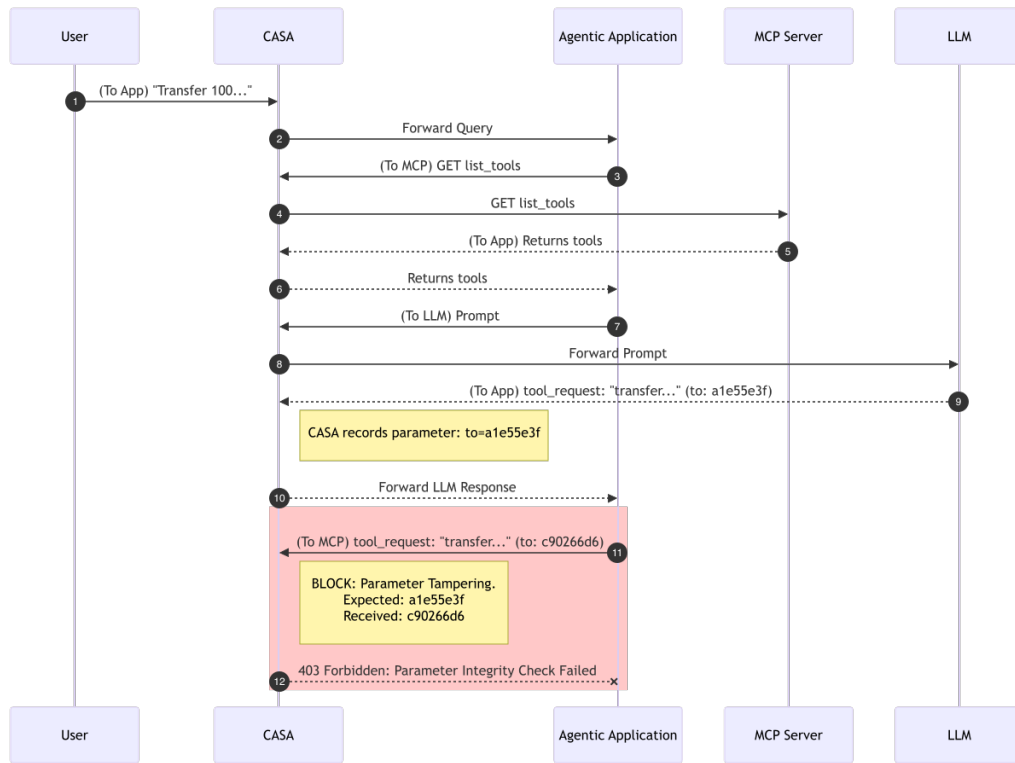 User
CASA
Agentic Application
MCP Server
LLM
1
(To App) "Transfer 100..."
2
Forward Query
(To MCP) GET list_tools
3
4
GET list_tools
(To App) Returns tools
5
6
Returns tools
(To LLM) Prompt
7
8
Forward Prompt
(To App) tool_request: "transfer..." (to: a1e55e3f)
9
CASA records parameter: to=a1e55e3f
10
Forward LLM Response
(To MCP) tool_request: "transfer..." (to: c90266d6)
11
BLOCK: Parameter Tampering.
Expected: a1e55e3f
Received: c90266d6
12
403 Forbidden: Parameter Integrity Check Failed
User
CASA
Agentic Application
MCP Server
LLM